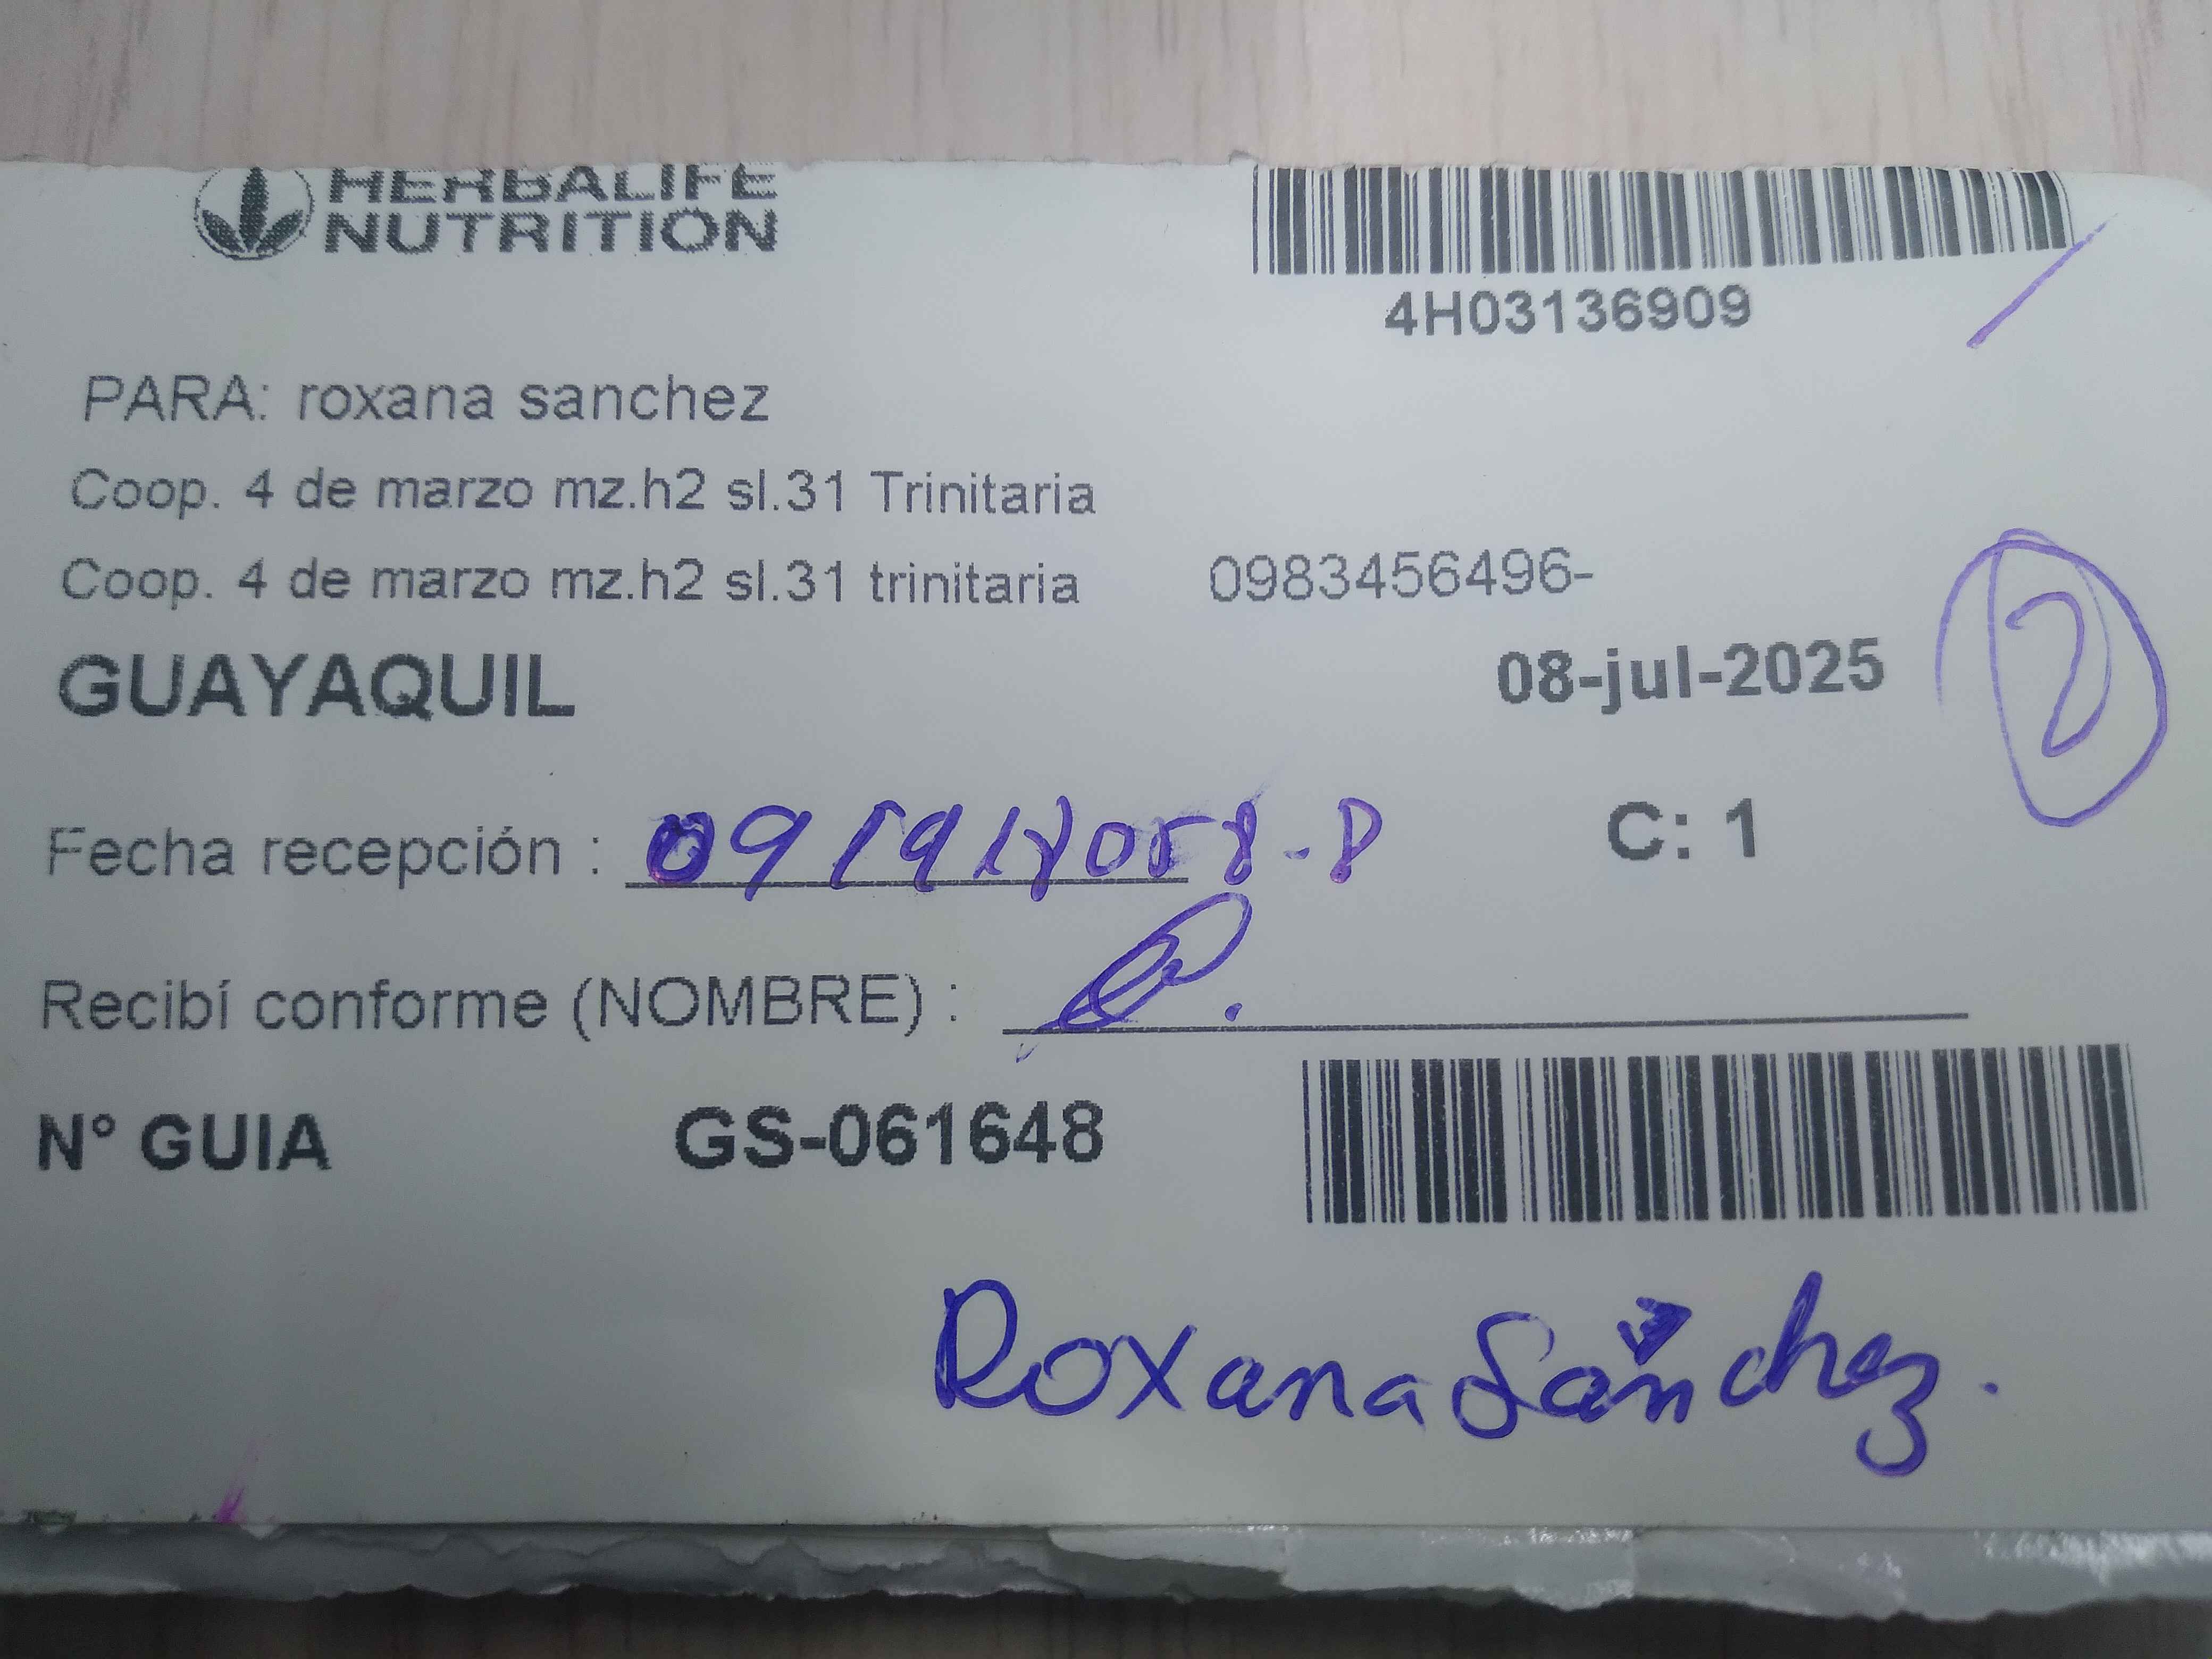 HERBALIFE
NUTRITION
4H03136909
PARA: roxana sanchez
Coop. 4 de marzo mz.h2 sl.31 Trinitaria
Coop. 4 de marzo mz.h2 sl.31 trinitaria 0983456496-
GUAYAQUIL 08-jul-2025
2
Fecha recepción : C: 1
Recibí conforme (NOMBRE) :
N° GUIA GS-061648
Roxana Sánchez.